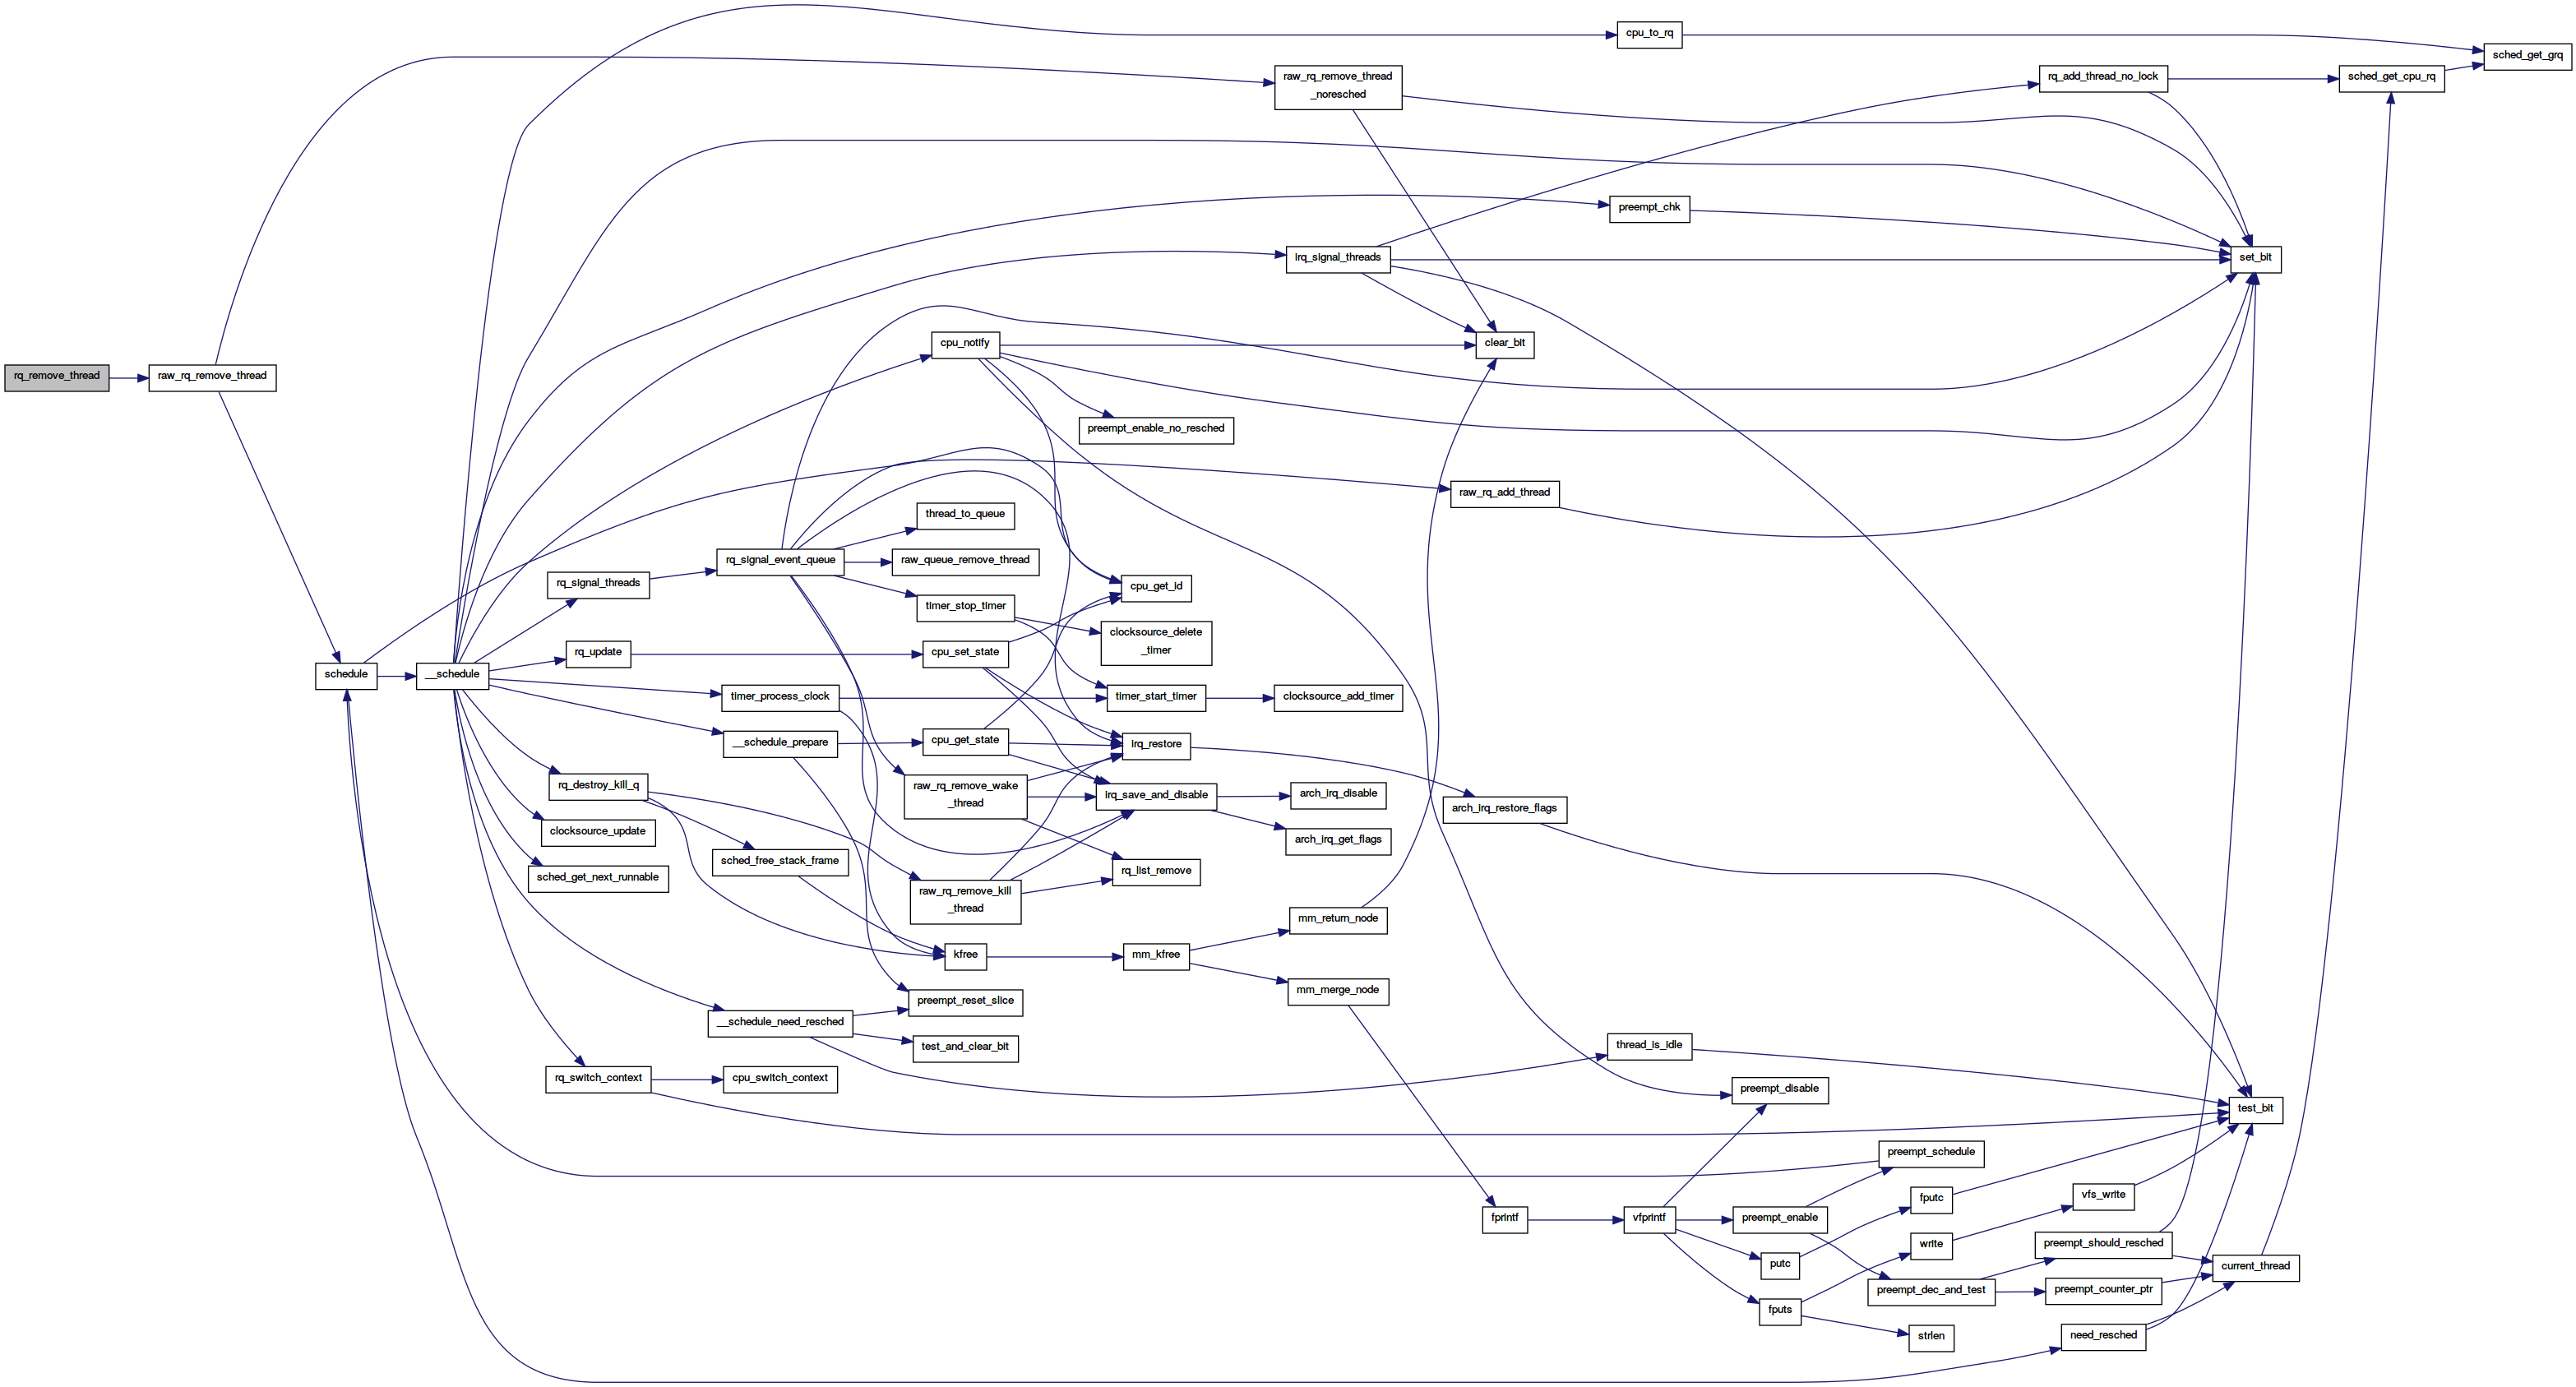 cpu_to_rq
sched_get_grq
raw_rq_remove_thread
_noresched
rq_add_thread_no_lock
sched_get_cpu_rq
preempt_chk
irq_signal_threads
set_bit
cpu_notify
clear_bit
rq_remove_thread
raw_rq_remove_thread
preempt_enable_no_resched
raw_rq_add_thread
thread_to_queue
rq_signal_event_queue
raw_queue_remove_thread
rq_signal_threads
cpu_get_id
timer_stop_timer
clocksource_delete
_timer
rq_update
cpu_set_state
schedule
__schedule
timer_process_clock
timer_start_timer
clocksource_add_timer
__schedule_prepare
cpu_get_state
irq_restore
rq_destroy_kill_q
raw_rq_remove_wake
_thread
irq_save_and_disable
arch_irq_disable
arch_irq_restore_flags
clocksource_update
arch_irq_get_flags
sched_free_stack_frame
rq_list_remove
sched_get_next_runnable
raw_rq_remove_kill
_thread
mm_return_node
kfree
mm_kfree
mm_merge_node
preempt_reset_slice
__schedule_need_resched
test_and_clear_bit
thread_is_idle
rq_switch_context
cpu_switch_context
preempt_disable
test_bit
preempt_schedule
fputc
vfs_write
fprintf
vfprintf
preempt_enable
write
preempt_should_resched
putc
current_thread
preempt_dec_and_test
preempt_counter_ptr
fputs
strlen
need_resched